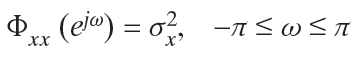 Φ_xx (e^{jω}) = σ_x^2, -π ≤ ω ≤ π